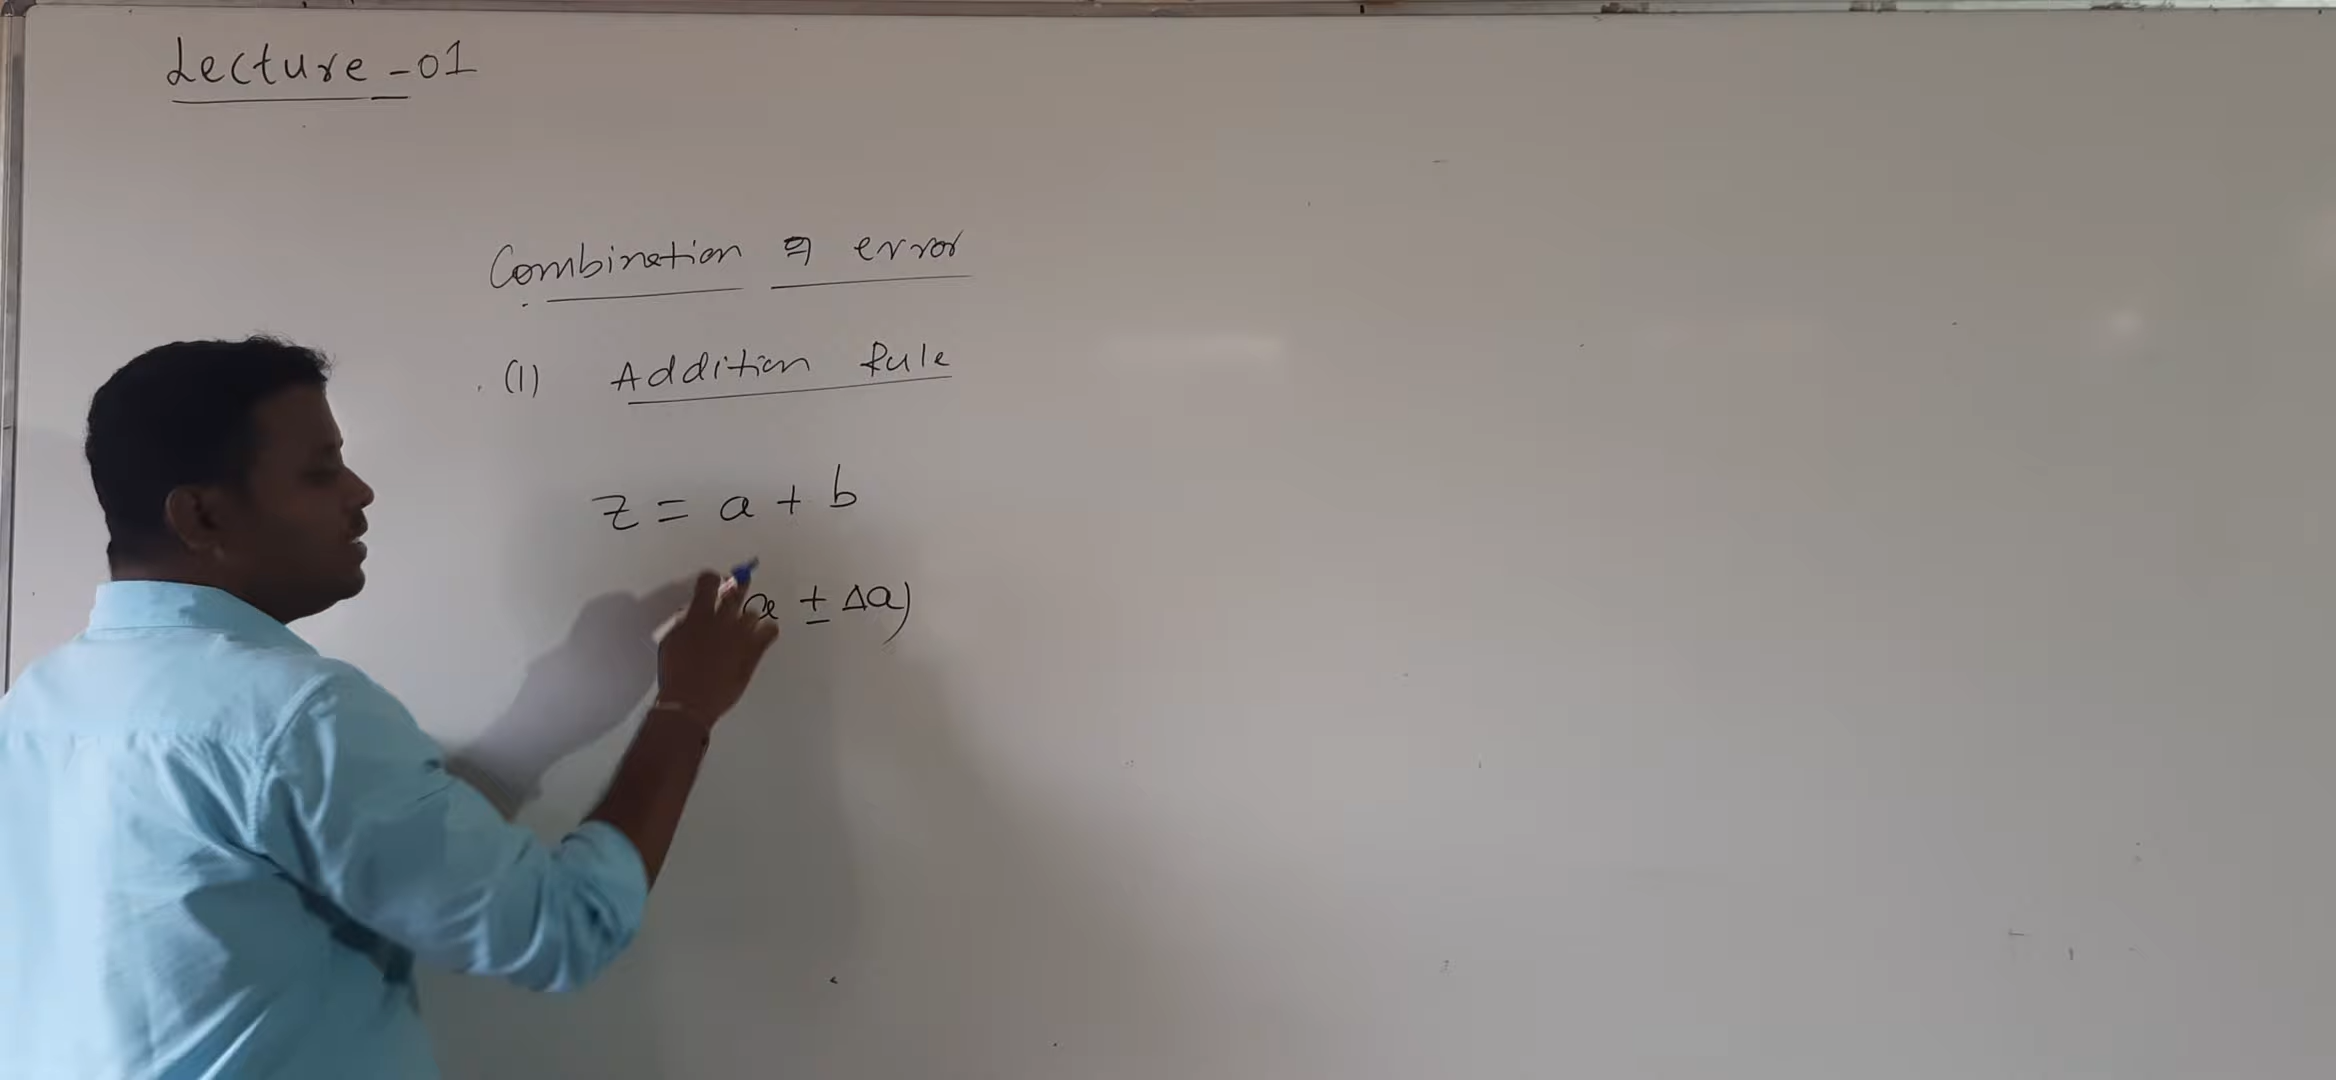 Lecture - 01
Combination of error
(1) Addition Rule
z = a + b
a ± Δa)